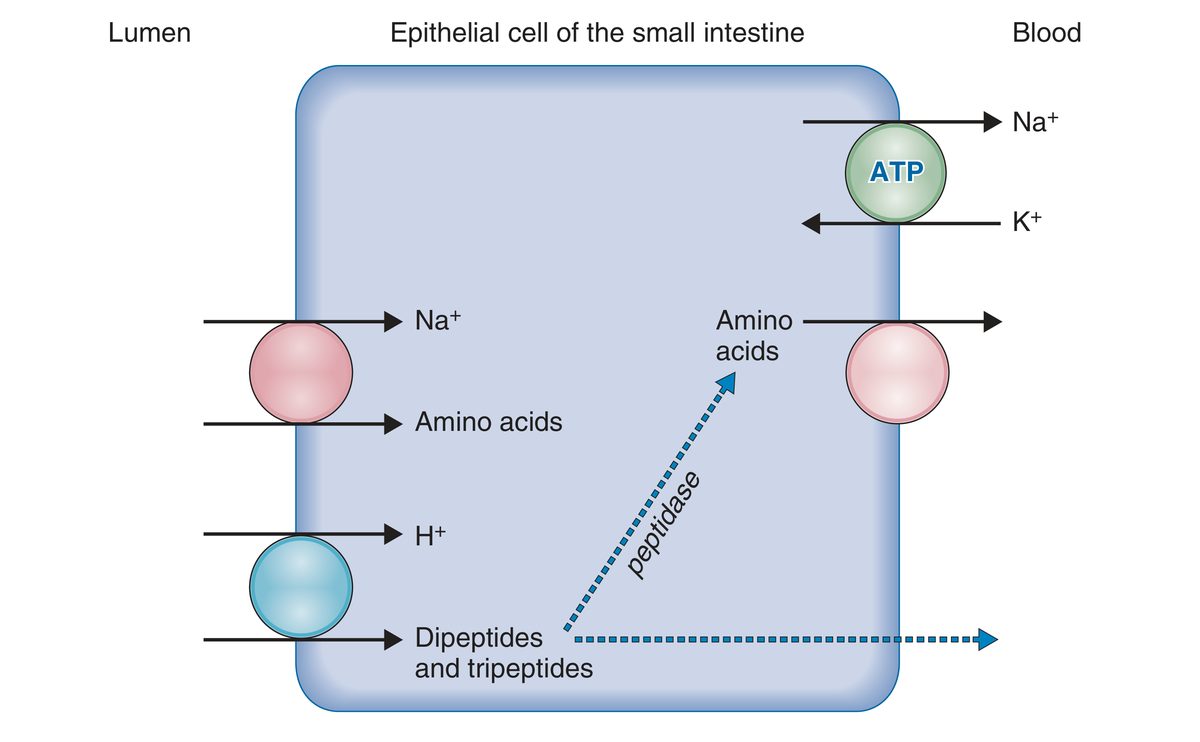 Lumen
Epithelial cell of the small intestine
Blood
Na⁺
ATP
K⁺
Na⁺
Amino
acids
Amino acids
peptidase
H⁺
Dipeptides
and tripeptides